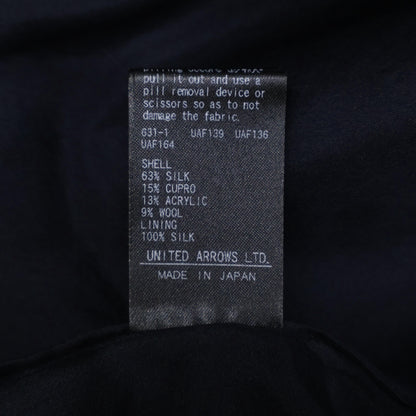 pull it out and use a
pill removal device or
scissors so as to not
damage the fabric.
631-1 UAF139 UAF136
UAF164
SHELL
63% SILK
15% CUPRO
13% ACRYLIC
9% WOOL
LINING
100% SILK
UNITED ARROWS LTD.
MADE IN JAPAN